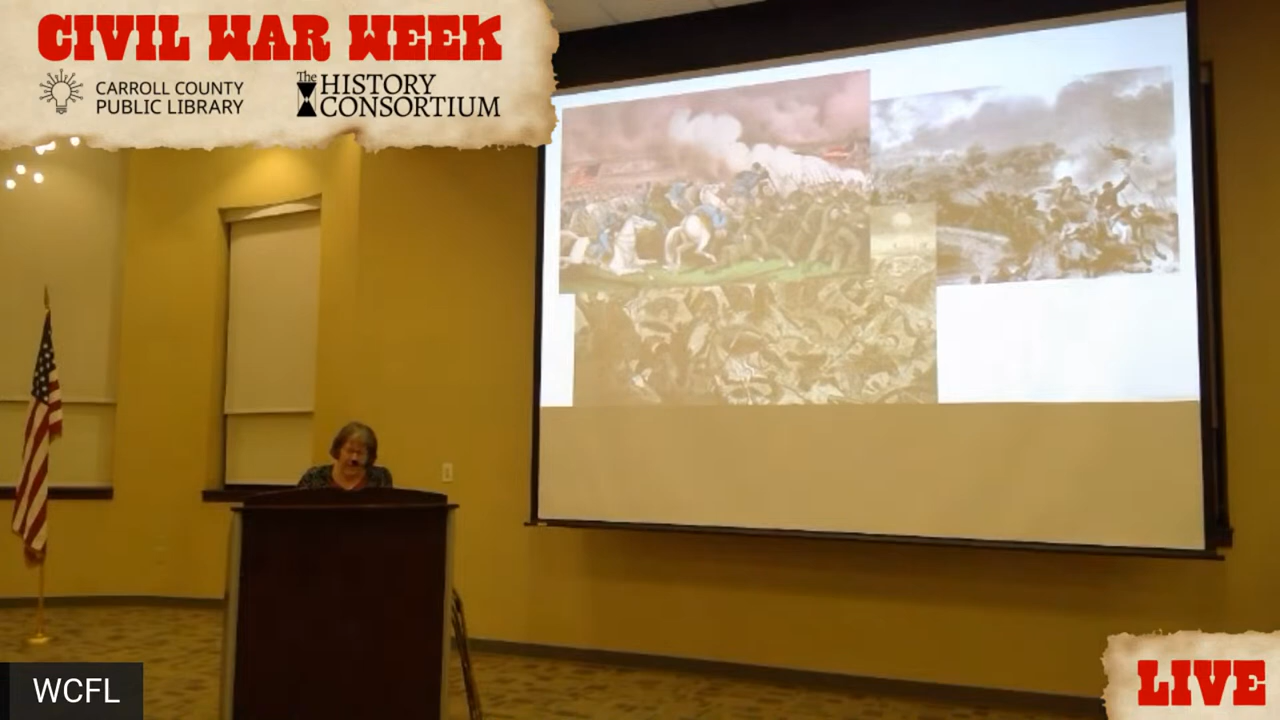 CIVIL WAR WEEK
CARROLL COUNTY
PUBLIC LIBRARY
The HISTORY
CONSORTIUM
WCFL
LIVE